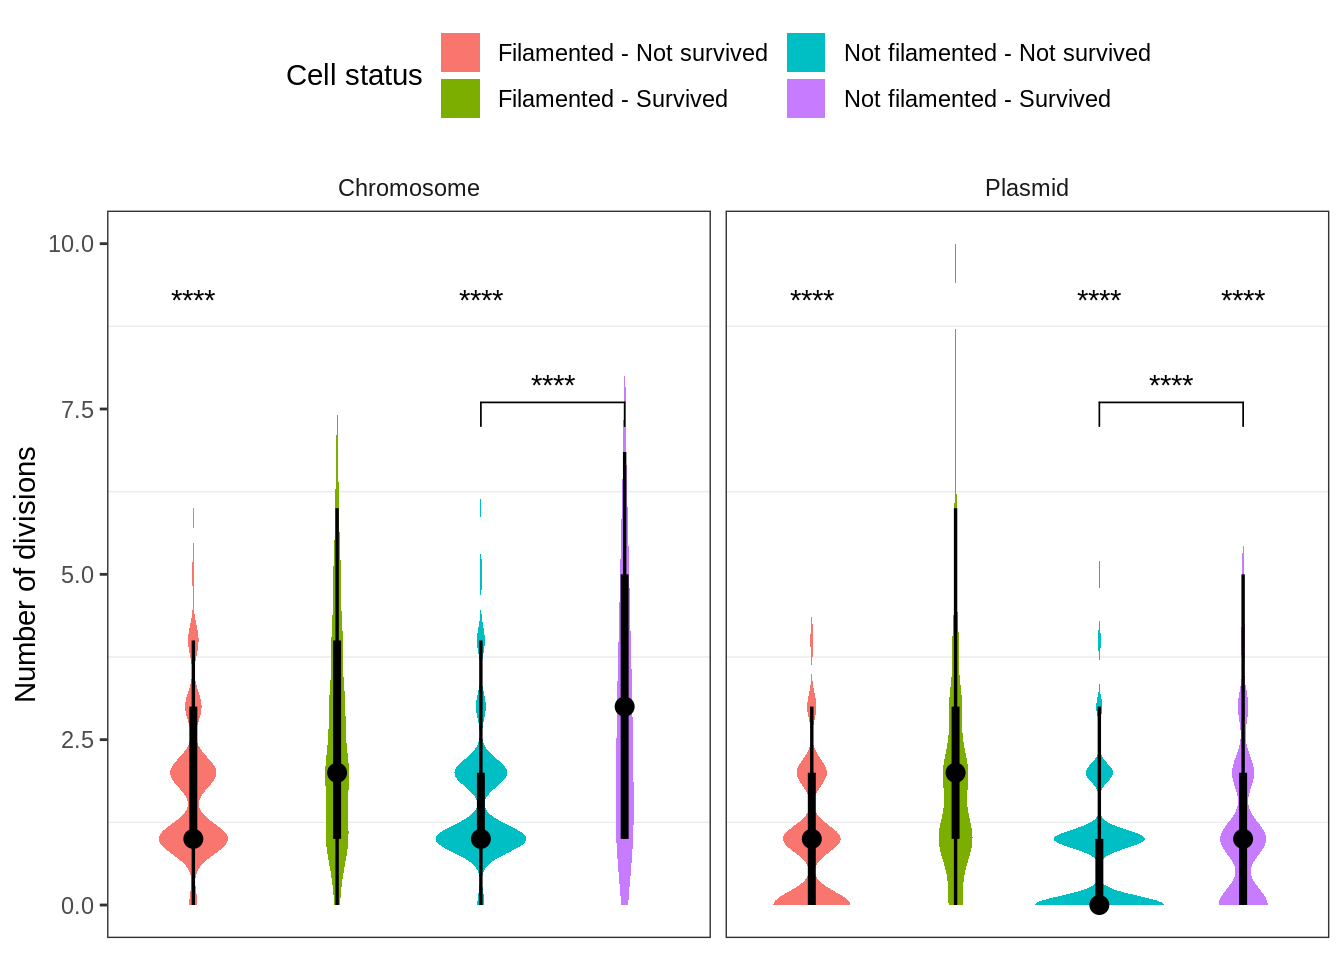 Cell status
Filamented - Not survived
Not filamented - Not survived
Filamented - Survived
Not filamented - Survived
Chromosome
Plasmid
Number of divisions
10.0
7.5
5.0
2.5
0.0
****
****
****
****
****
****
****